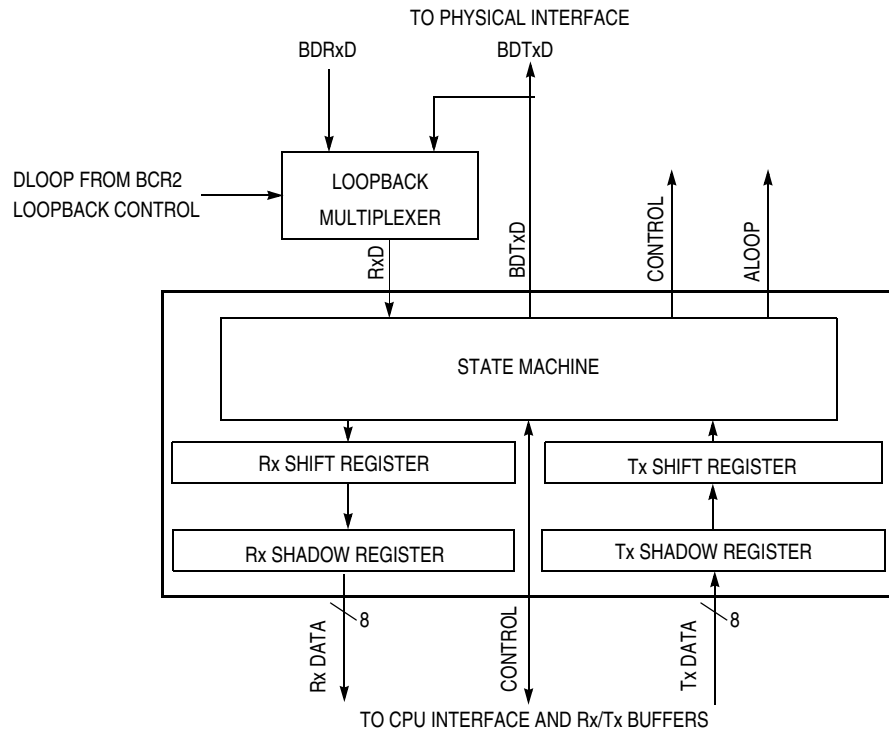 TO PHYSICAL INTERFACE
BDRxD
BDTxD
DLOOP FROM BCR2
LOOPBACK CONTROL
LOOPBACK
MULTIPLEXER
RxD
BDTxD
CONTROL
ALOOP
STATE MACHINE
Rx SHIFT REGISTER
Tx SHIFT REGISTER
Rx SHADOW REGISTER
Tx SHADOW REGISTER
Rx DATA
8
CONTROL
Tx DATA
8
TO CPU INTERFACE AND Rx/Tx BUFFERS